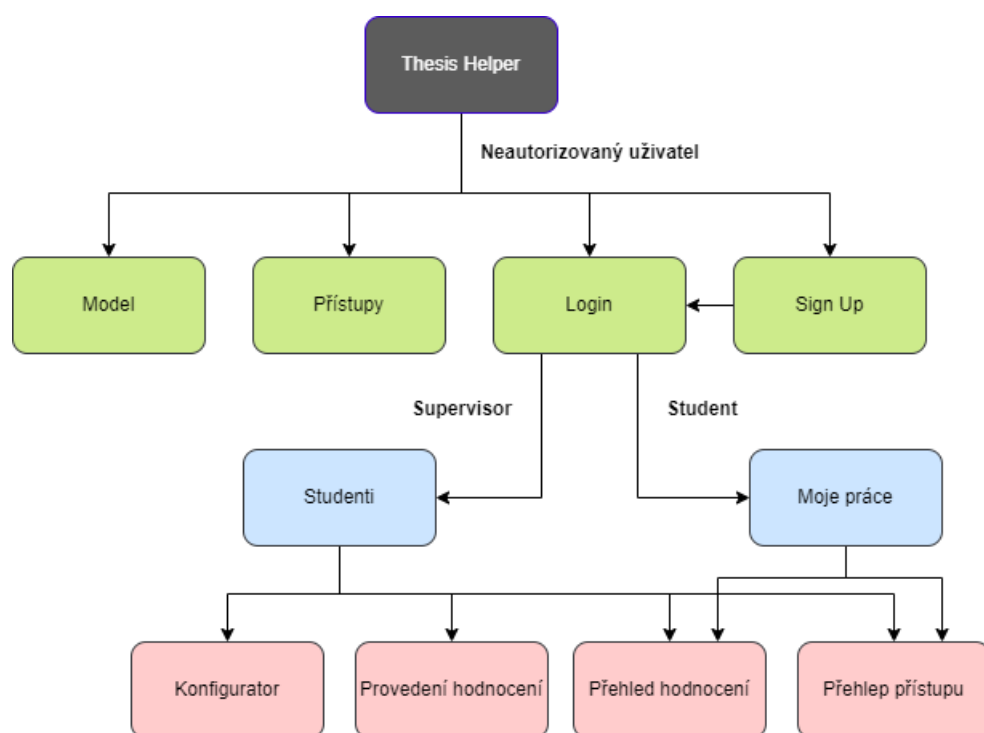 Thesis Helper
Neautorizovaný uživatel
Model
Přístupy
Login
Sign Up
Supervisor
Student
Studenti
Moje práce
Konfigurator
Provedení hodnocení
Přehled hodnocení
Přehlep přístupu